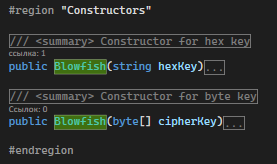 #region "Constructors"
/// <summary> Constructor for hex key
ссылка: 1
public Blowfish(string hexKey)...
/// <summary> Constructor for byte key
Ссылок: 0
public Blowfish(byte[] cipherKey)...
#endregion